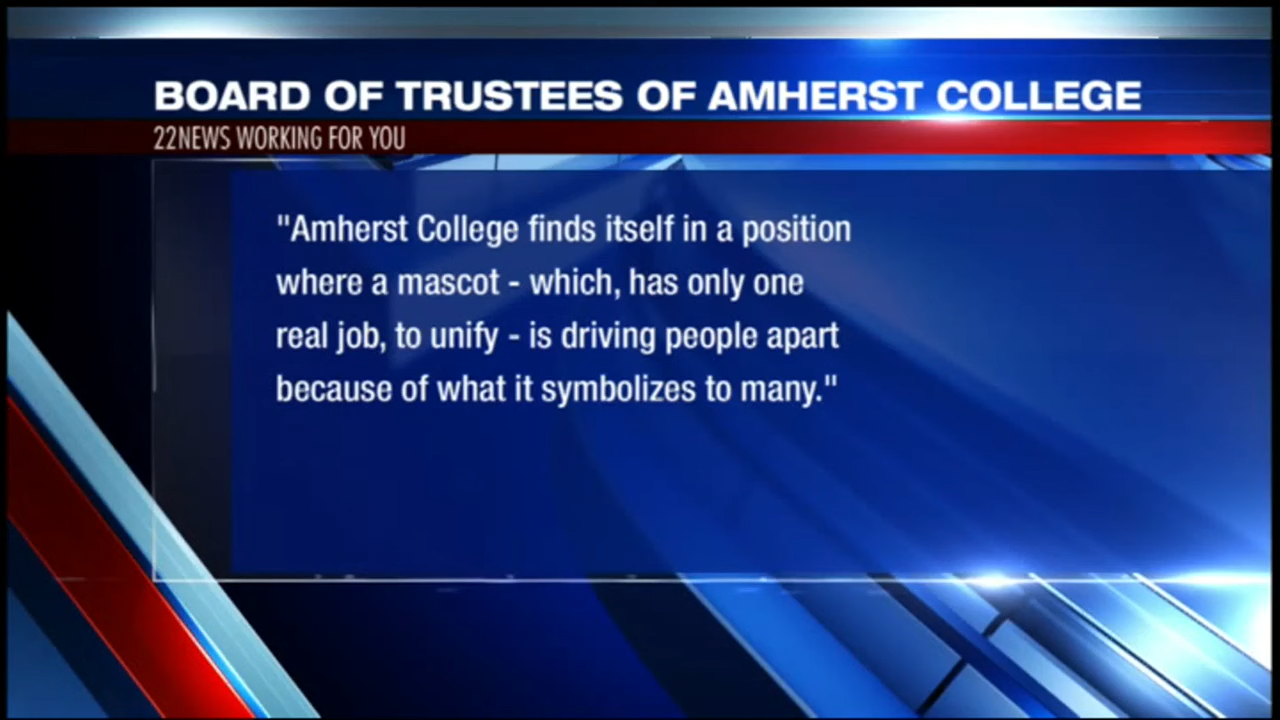 BOARD OF TRUSTEES OF AMHERST COLLEGE
22NEWS WORKING FOR YOU
"Amherst College finds itself in a position
where a mascot - which, has only one
real job, to unify - is driving people apart
because of what it symbolizes to many."